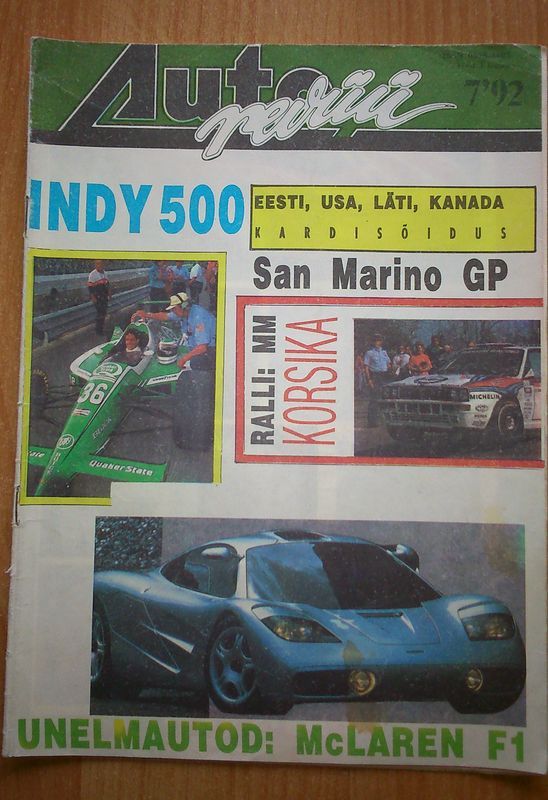 Auto
revüü
7'92
INDY 500
EESTI, USA, LÄTI, KANADA
KARDISÕIDUS
San Marino GP
RALLI: MM
KORSIKA
MICHELIN
36
Quaker State
UNELMAUTOD: McLAREN F1